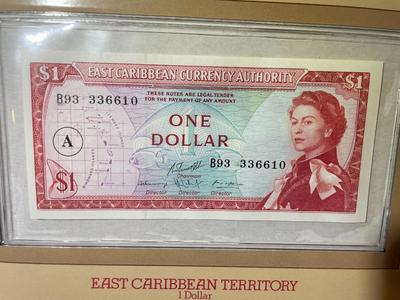 $1 EAST CARIBBEAN CURRENCY AUTHORITY $1
B93 336610
THESE NOTES ARE LEGAL TENDER
FOR THE PAYMENT OF ANY AMOUNT
A
ONE
DOLLAR
B93 336610
Chairman
$1
Director Director Director
EAST CARIBBEAN TERRITORY
1 Dollar